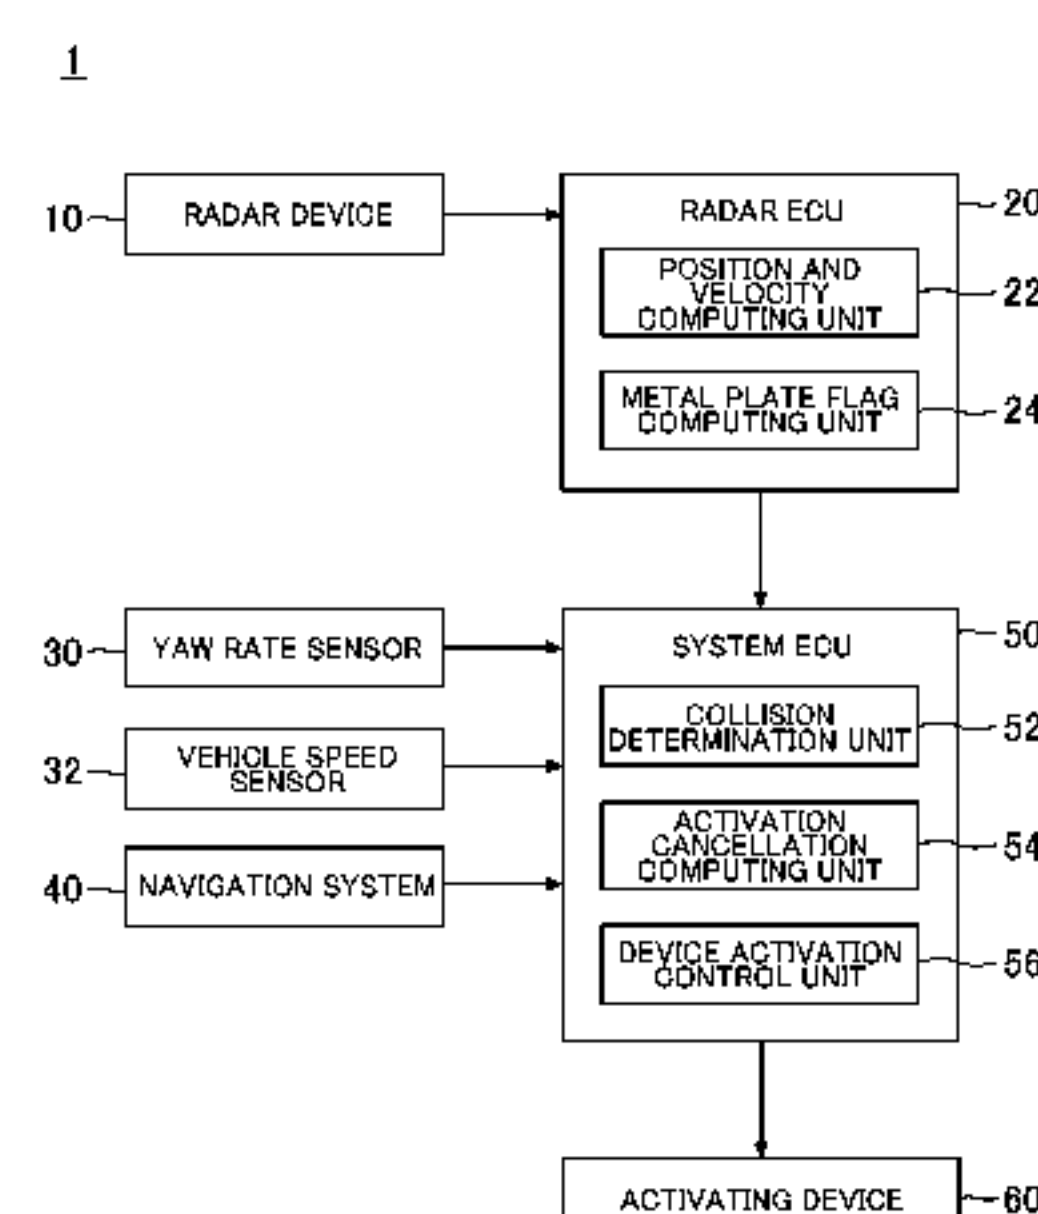 1
10
RADAR DEVICE
RADAR ECU
20
POSITION AND
VELOCITY
COMPUTING UNIT
22
METAL PLATE FLAG
COMPUTING UNIT
24
30
YAW RATE SENSOR
SYSTEM ECU
50
COLLISION
DETERMINATION UNIT
52
32
VEHICLE SPEED
SENSOR
ACTIVATION
CANCELLATION
COMPUTING UNIT
54
40
NAVIGATION SYSTEM
DEVICE ACTIVATION
CONTROL UNIT
56
ACTIVATING DEVICE
60